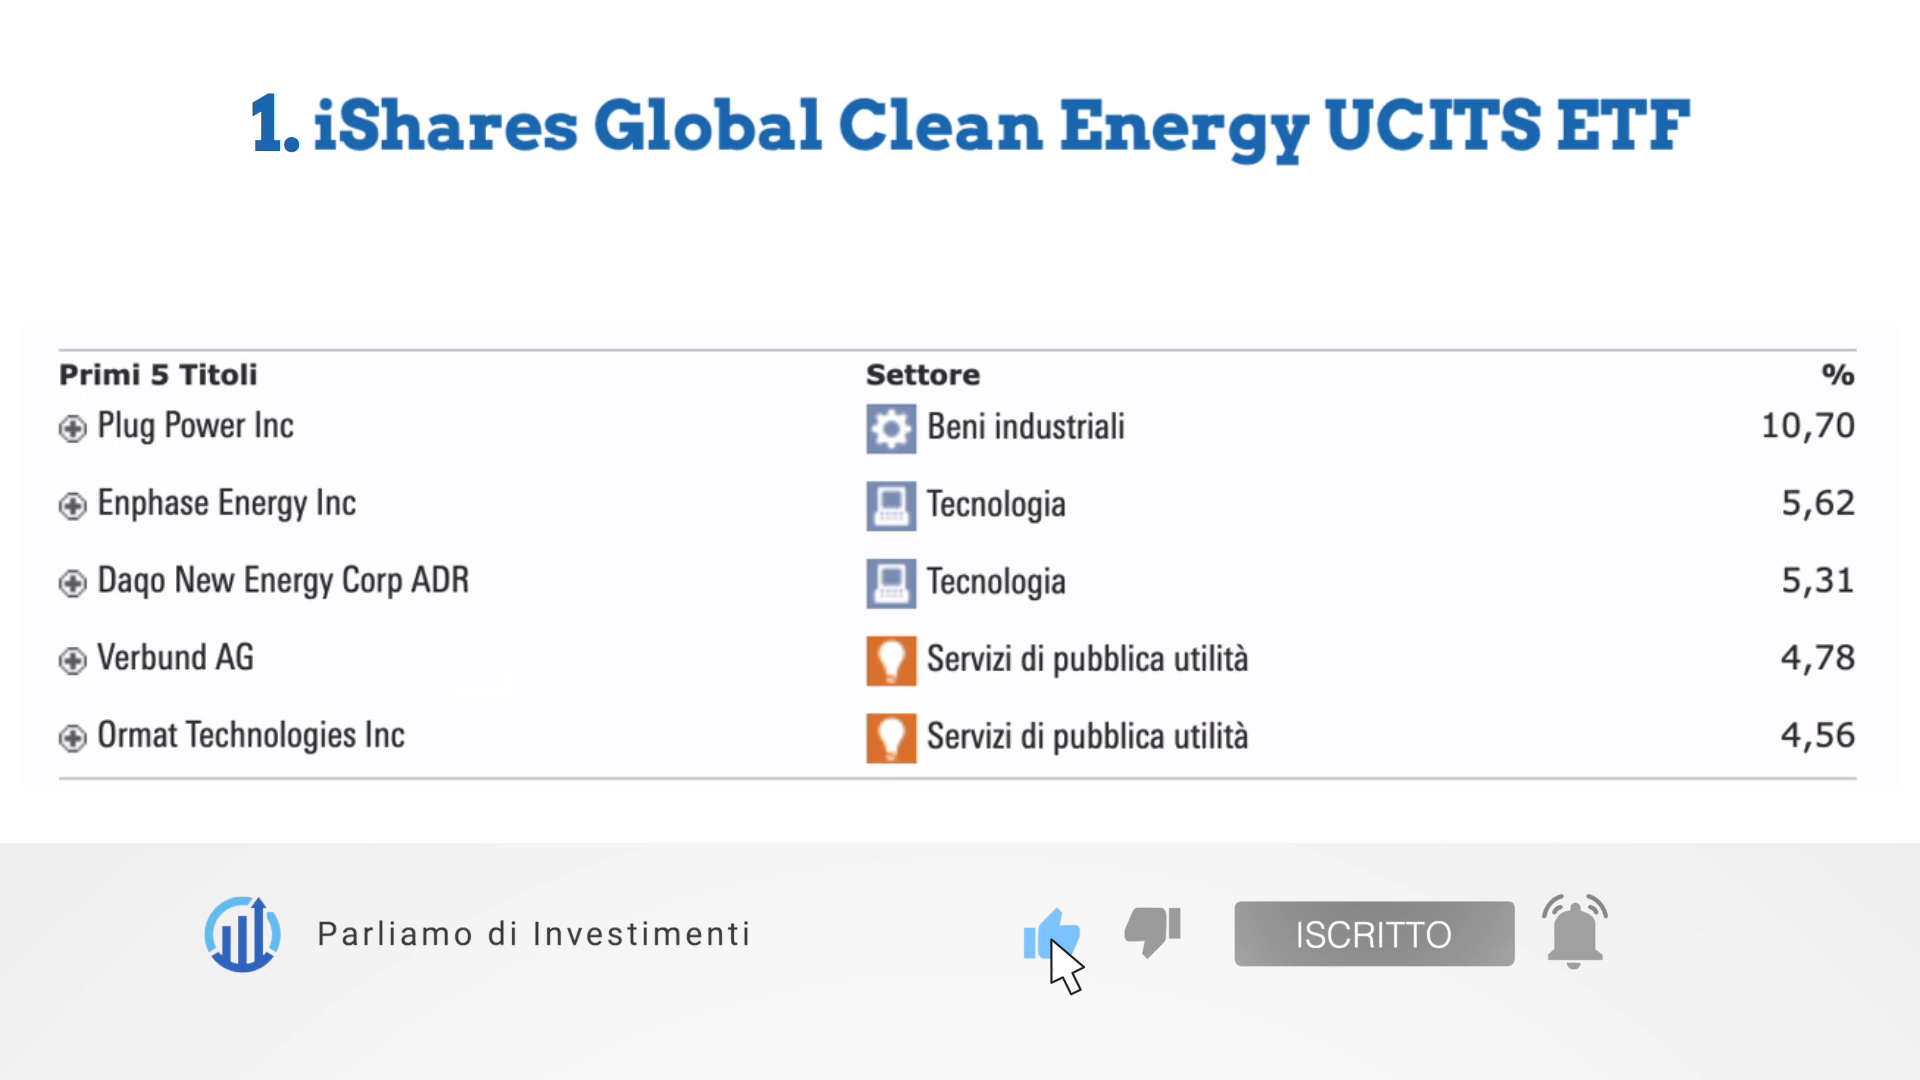 1. iShares Global Clean Energy UCITS ETF
Primi 5 Titoli Settore %
Plug Power Inc Beni industriali 10,70
Enphase Energy Inc Tecnologia 5,62
Daqo New Energy Corp ADR Tecnologia 5,31
Verbund AG Servizi di pubblica utilità 4,78
Ormat Technologies Inc Servizi di pubblica utilità 4,56
Parliamo di Investimenti ISCRITTO